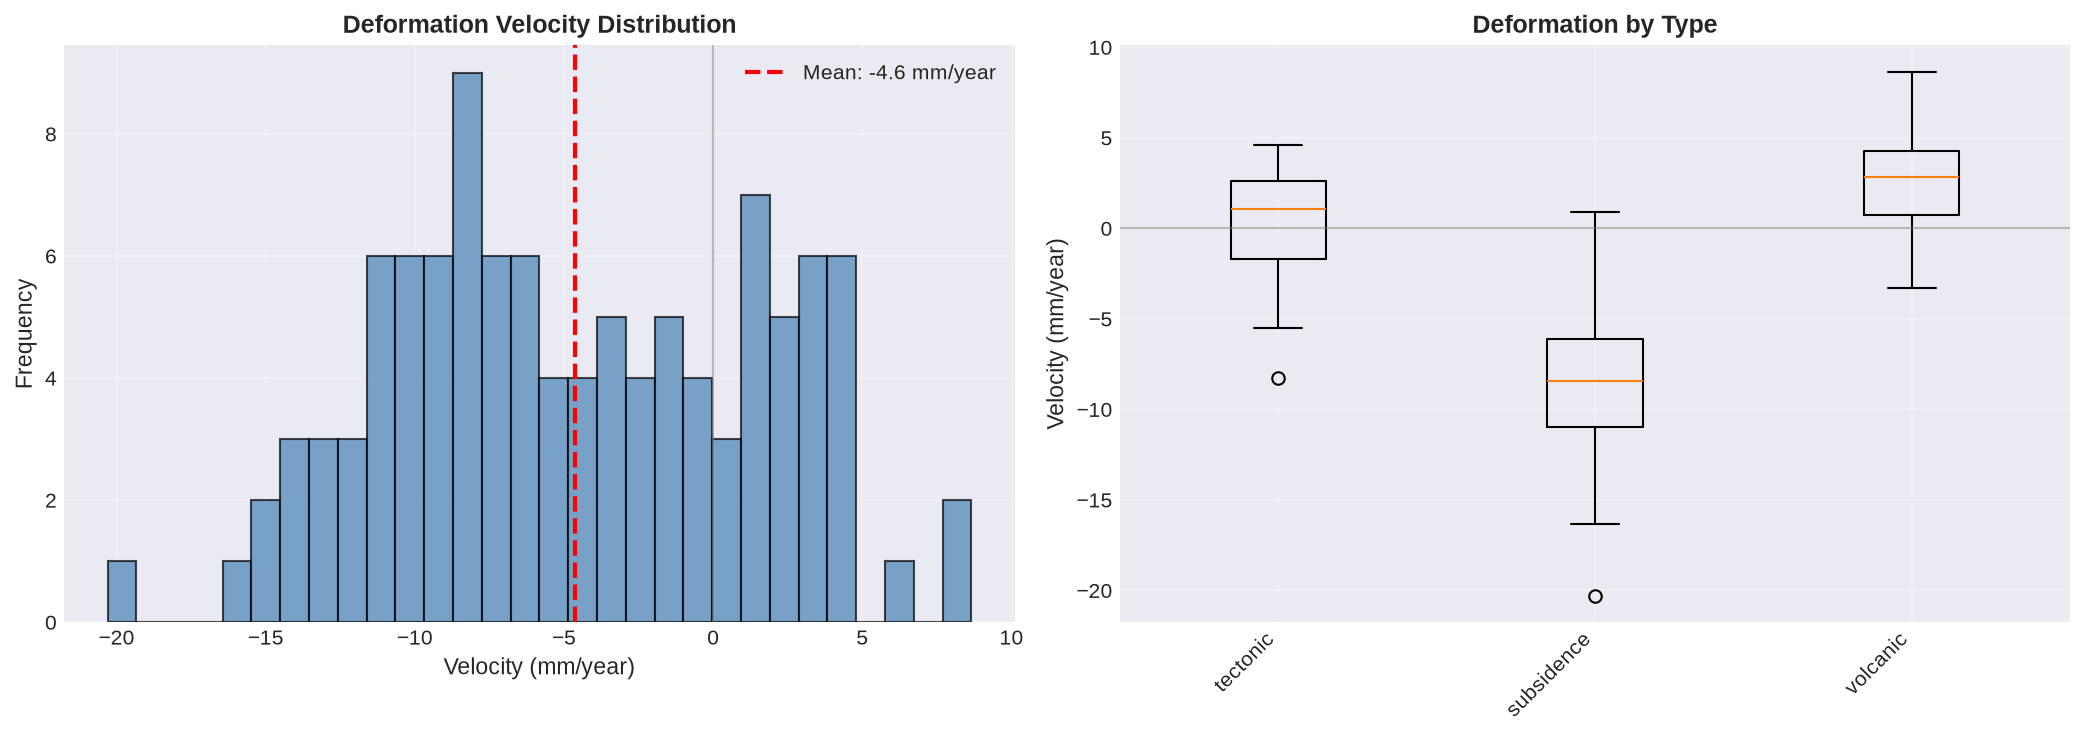 Deformation Velocity Distribution
Mean: -4.6 mm/year
Frequency
8
6
4
2
0
−20
−15
−10
−5
0
5
10
Velocity (mm/year)
Deformation by Type
Velocity (mm/year)
10
5
0
−5
−10
−15
−20
tectonic
subsidence
volcanic